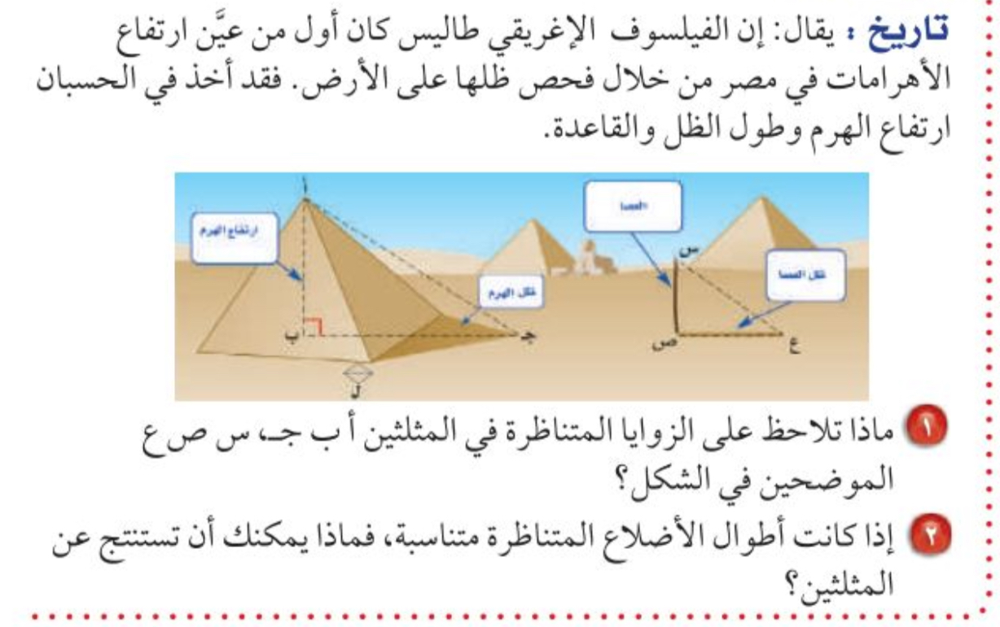 تاريخ : يقال: إن الفيلسوف الإغريقي طاليس كان أول من عيَّن ارتفاع
الأهرامات في مصر من خلال فحص ظلها على الأرض. فقد أخذ في الحسبان
ارتفاع الهرم وطول الظل والقاعدة.
أ
العصا
ارتفاع الهرم
س
ظل العصا
ظل الهرم
ب
جـ
ص
ع
ل
١ ماذا تلاحظ على الزوايا المتناظرة في المثلثين أ ب جـ، س ص ع
الموضحين في الشكل؟
٢ إذا كانت أطوال الأضلاع المتناظرة متناسبة، فماذا يمكنك أن تستنتج عن
المثلثين؟